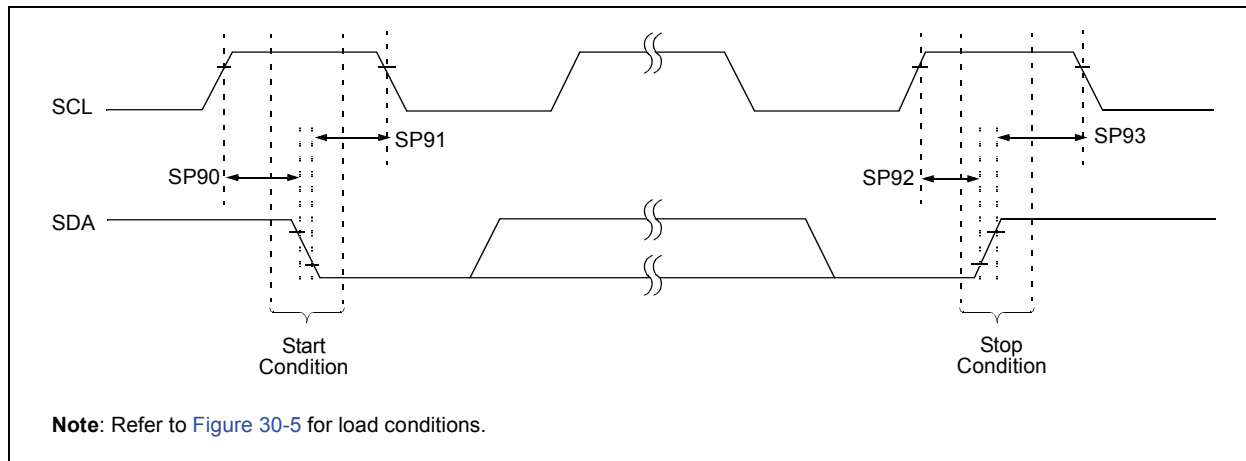 SCL
SP91
SP93
SP90
SP92
SDA
Start
Condition
Stop
Condition
Note: Refer to Figure 30-5 for load conditions.